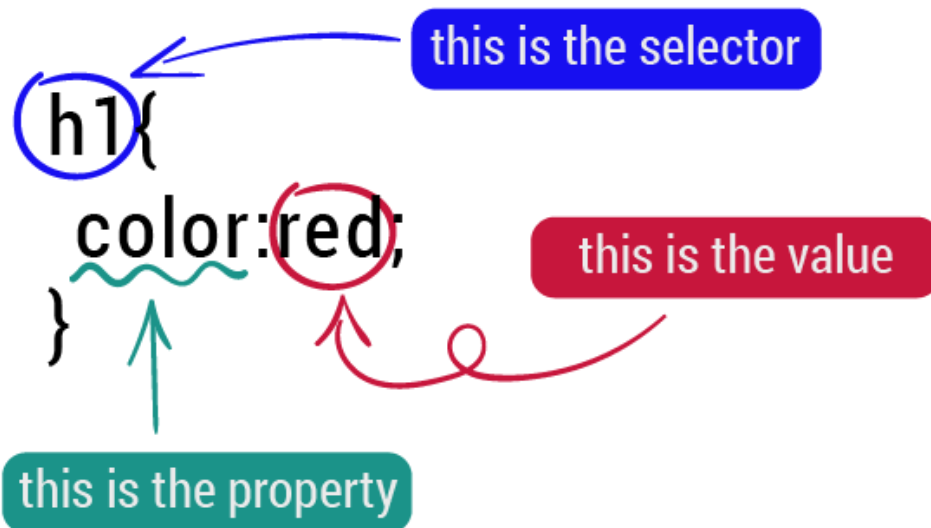 this is the selector
h1{
color:red;
this is the value
}
this is the property